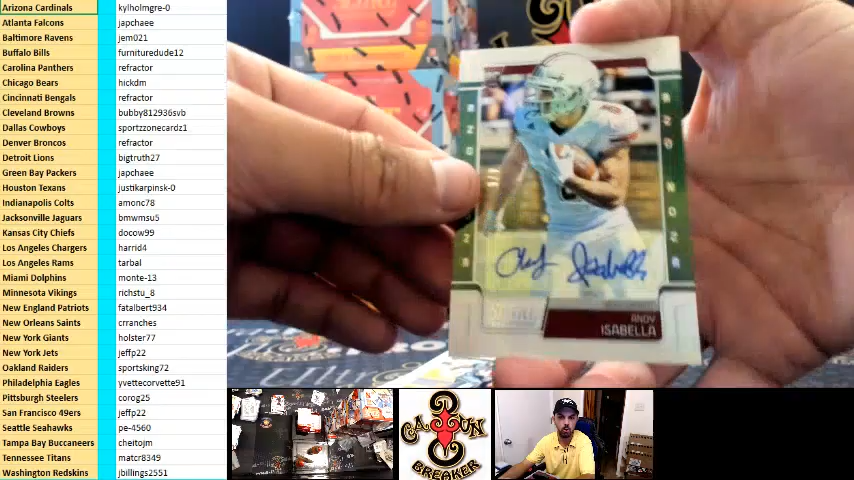 Arizona Cardinals kylholmgre-0
Atlanta Falcons japchaee
Baltimore Ravens jem021
Buffalo Bills furnituredude12
Carolina Panthers refractor
Chicago Bears hickdm
Cincinnati Bengals refractor
Cleveland Browns bubby812936svb
Dallas Cowboys sportzzonecardz1
Denver Broncos refractor
Detroit Lions bigtruth27
Green Bay Packers japchaee
Houston Texans justikarpinsk-0
Indianapolis Colts amonc78
Jacksonville Jaguars bmwmsu5
Kansas City Chiefs docow99
Los Angeles Chargers harrid4
Los Angeles Rams tarbal
Miami Dolphins monte-13
Minnesota Vikings richstu_8
New England Patriots fatalbert934
New Orleans Saints crranches
New York Giants holster77
New York Jets jeffp22
Oakland Raiders sportsking72
Philadelphia Eagles yvettecorvette91
Pittsburgh Steelers corog25
San Francisco 49ers jeffp22
Seattle Seahawks pe-4560
Tampa Bay Buccaneers cheitojm
Tennessee Titans matcr8349
Washington Redskins jbillings2551
ANDY
ISABELLA
CAJUN
BREAKER